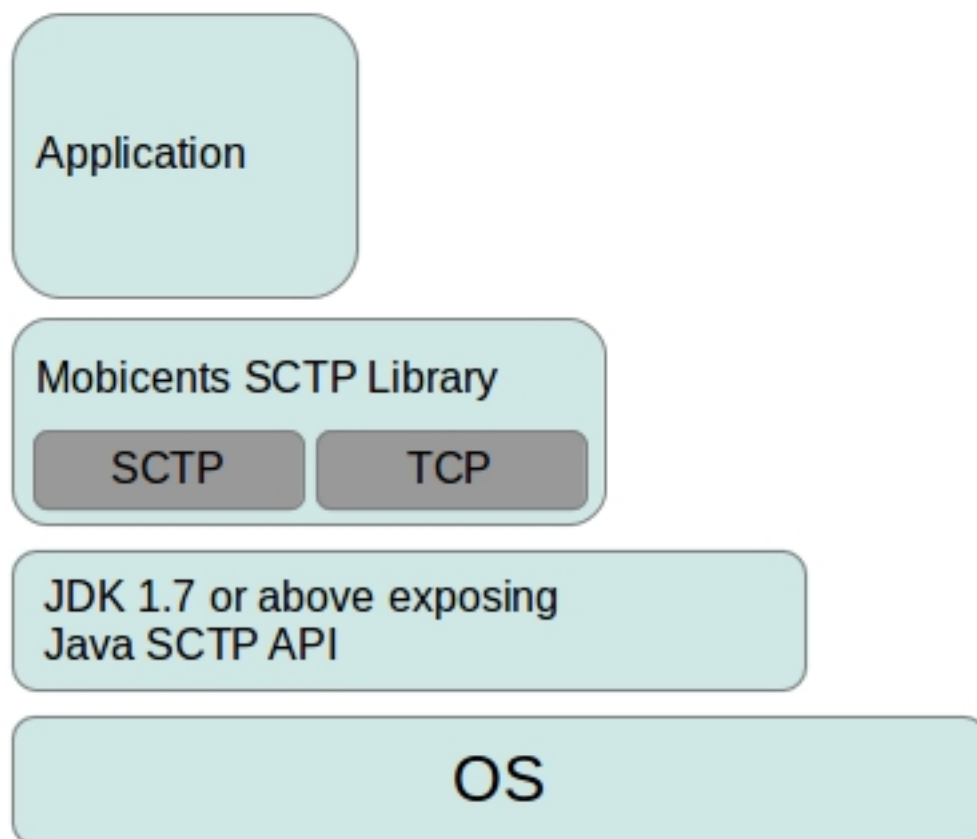 Application
Mobicents SCTP Library
SCTP TCP
JDK 1.7 or above exposing
Java SCTP API
OS